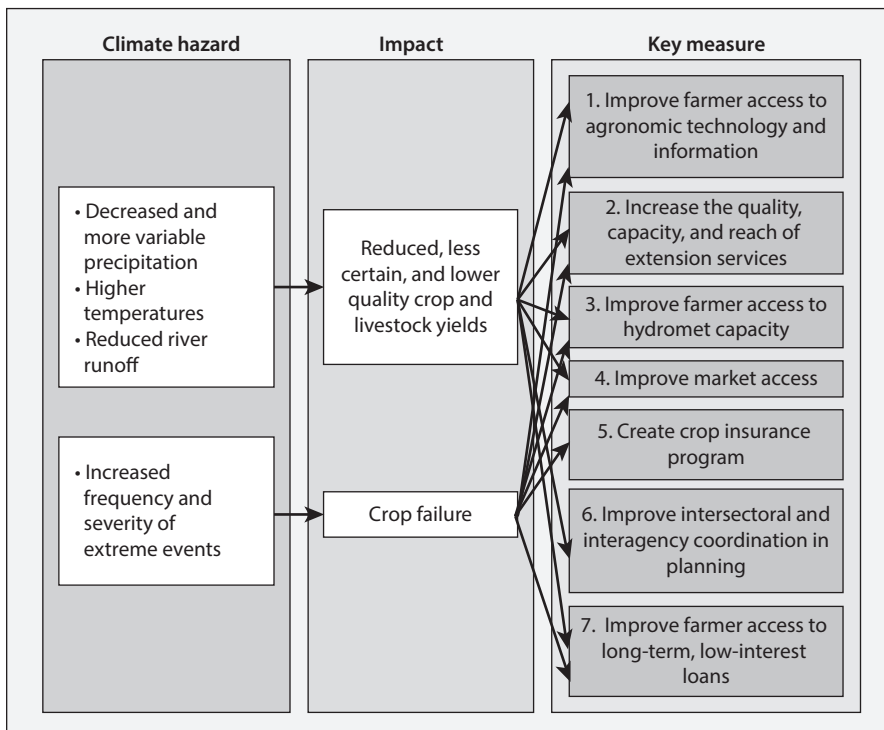 Climate hazard
Impact
Key measure
• Decreased and
more variable
precipitation
• Higher
temperatures
• Reduced river
runoff
• Increased
frequency and
severity of
extreme events
Reduced, less
certain, and lower
quality crop and
livestock yields
Crop failure
1. Improve farmer access to
agronomic technology and
information
2. Increase the quality,
capacity, and reach of
extension services
3. Improve farmer access to
hydromet capacity
4. Improve market access
5. Create crop insurance
program
6. Improve intersectoral and
interagency coordination in
planning
7. Improve farmer access to
long-term, low-interest
loans